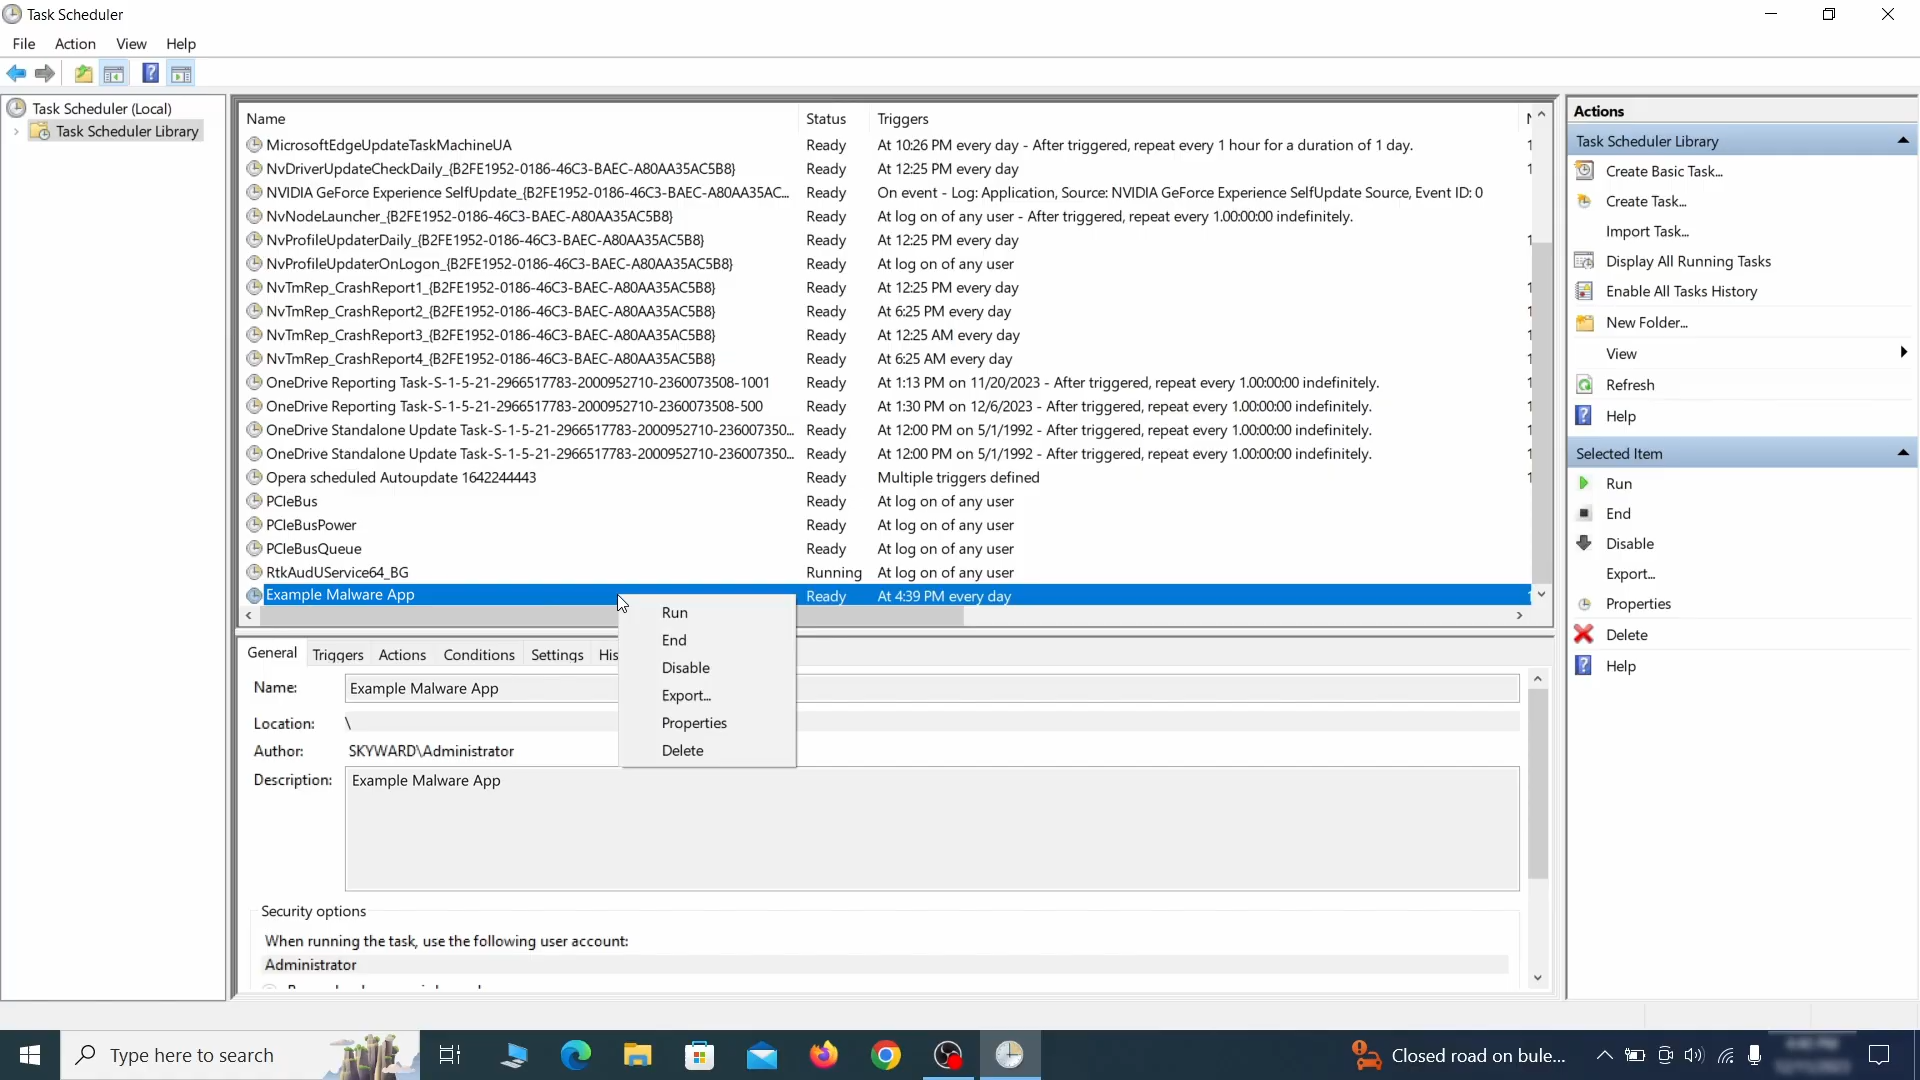 Task Scheduler
File Action View Help
Task Scheduler (Local)
Task Scheduler Library
Name Status Triggers
MicrosoftEdgeUpdateTaskMachineUA Ready At 10:26 PM every day - After triggered, repeat every 1 hour for a duration of 1 day.
NvDriverUpdateCheckDaily_{B2FE1952-0186-46C3-BAEC-A80AA35AC5B8} Ready At 12:25 PM every day
NVIDIA GeForce Experience SelfUpdate_{B2FE1952-0186-46C3-BAEC-A80AA35AC... Ready On event - Log: Application, Source: NVIDIA GeForce Experience SelfUpdate Source, Event ID: 0
NvNodeLauncher_{B2FE1952-0186-46C3-BAEC-A80AA35AC5B8} Ready At log on of any user - After triggered, repeat every 1.00:00:00 indefinitely.
NvProfileUpdaterDaily_{B2FE1952-0186-46C3-BAEC-A80AA35AC5B8} Ready At 12:25 PM every day
NvProfileUpdaterOnLogon_{B2FE1952-0186-46C3-BAEC-A80AA35AC5B8} Ready At log on of any user
NvTmRep_CrashReport1_{B2FE1952-0186-46C3-BAEC-A80AA35AC5B8} Ready At 12:25 PM every day
NvTmRep_CrashReport2_{B2FE1952-0186-46C3-BAEC-A80AA35AC5B8} Ready At 6:25 PM every day
NvTmRep_CrashReport3_{B2FE1952-0186-46C3-BAEC-A80AA35AC5B8} Ready At 12:25 AM every day
NvTmRep_CrashReport4_{B2FE1952-0186-46C3-BAEC-A80AA35AC5B8} Ready At 6:25 AM every day
OneDrive Reporting Task-S-1-5-21-2966517783-2000952710-2360073508-1001 Ready At 1:13 PM on 11/20/2023 - After triggered, repeat every 1.00:00:00 indefinitely.
OneDrive Reporting Task-S-1-5-21-2966517783-2000952710-2360073508-500 Ready At 1:30 PM on 12/6/2023 - After triggered, repeat every 1.00:00:00 indefinitely.
OneDrive Standalone Update Task-S-1-5-21-2966517783-2000952710-236007350... Ready At 12:00 PM on 5/1/1992 - After triggered, repeat every 1.00:00:00 indefinitely.
OneDrive Standalone Update Task-S-1-5-21-2966517783-2000952710-236007350... Ready At 12:00 PM on 5/1/1992 - After triggered, repeat every 1.00:00:00 indefinitely.
Opera scheduled Autoupdate 1642244443 Ready Multiple triggers defined
PCIeBus Ready At log on of any user
PCIeBusPower Ready At log on of any user
PCIeBusQueue Ready At log on of any user
RtkAudUService64_BG Running At log on of any user
Example Malware App Ready At 4:39 PM every day
Run
End
Disable
Export...
Properties
Delete
General Triggers Actions Conditions Settings His
Name: Example Malware App
Location: \
Author: SKYWARD\Administrator
Description: Example Malware App
Security options
When running the task, use the following user account:
Administrator
Actions
Task Scheduler Library
Create Basic Task...
Create Task...
Import Task...
Display All Running Tasks
Enable All Tasks History
New Folder...
View
Refresh
Help
Selected Item
Run
End
Disable
Export...
Properties
Delete
Help
Type here to search
Closed road on bule...